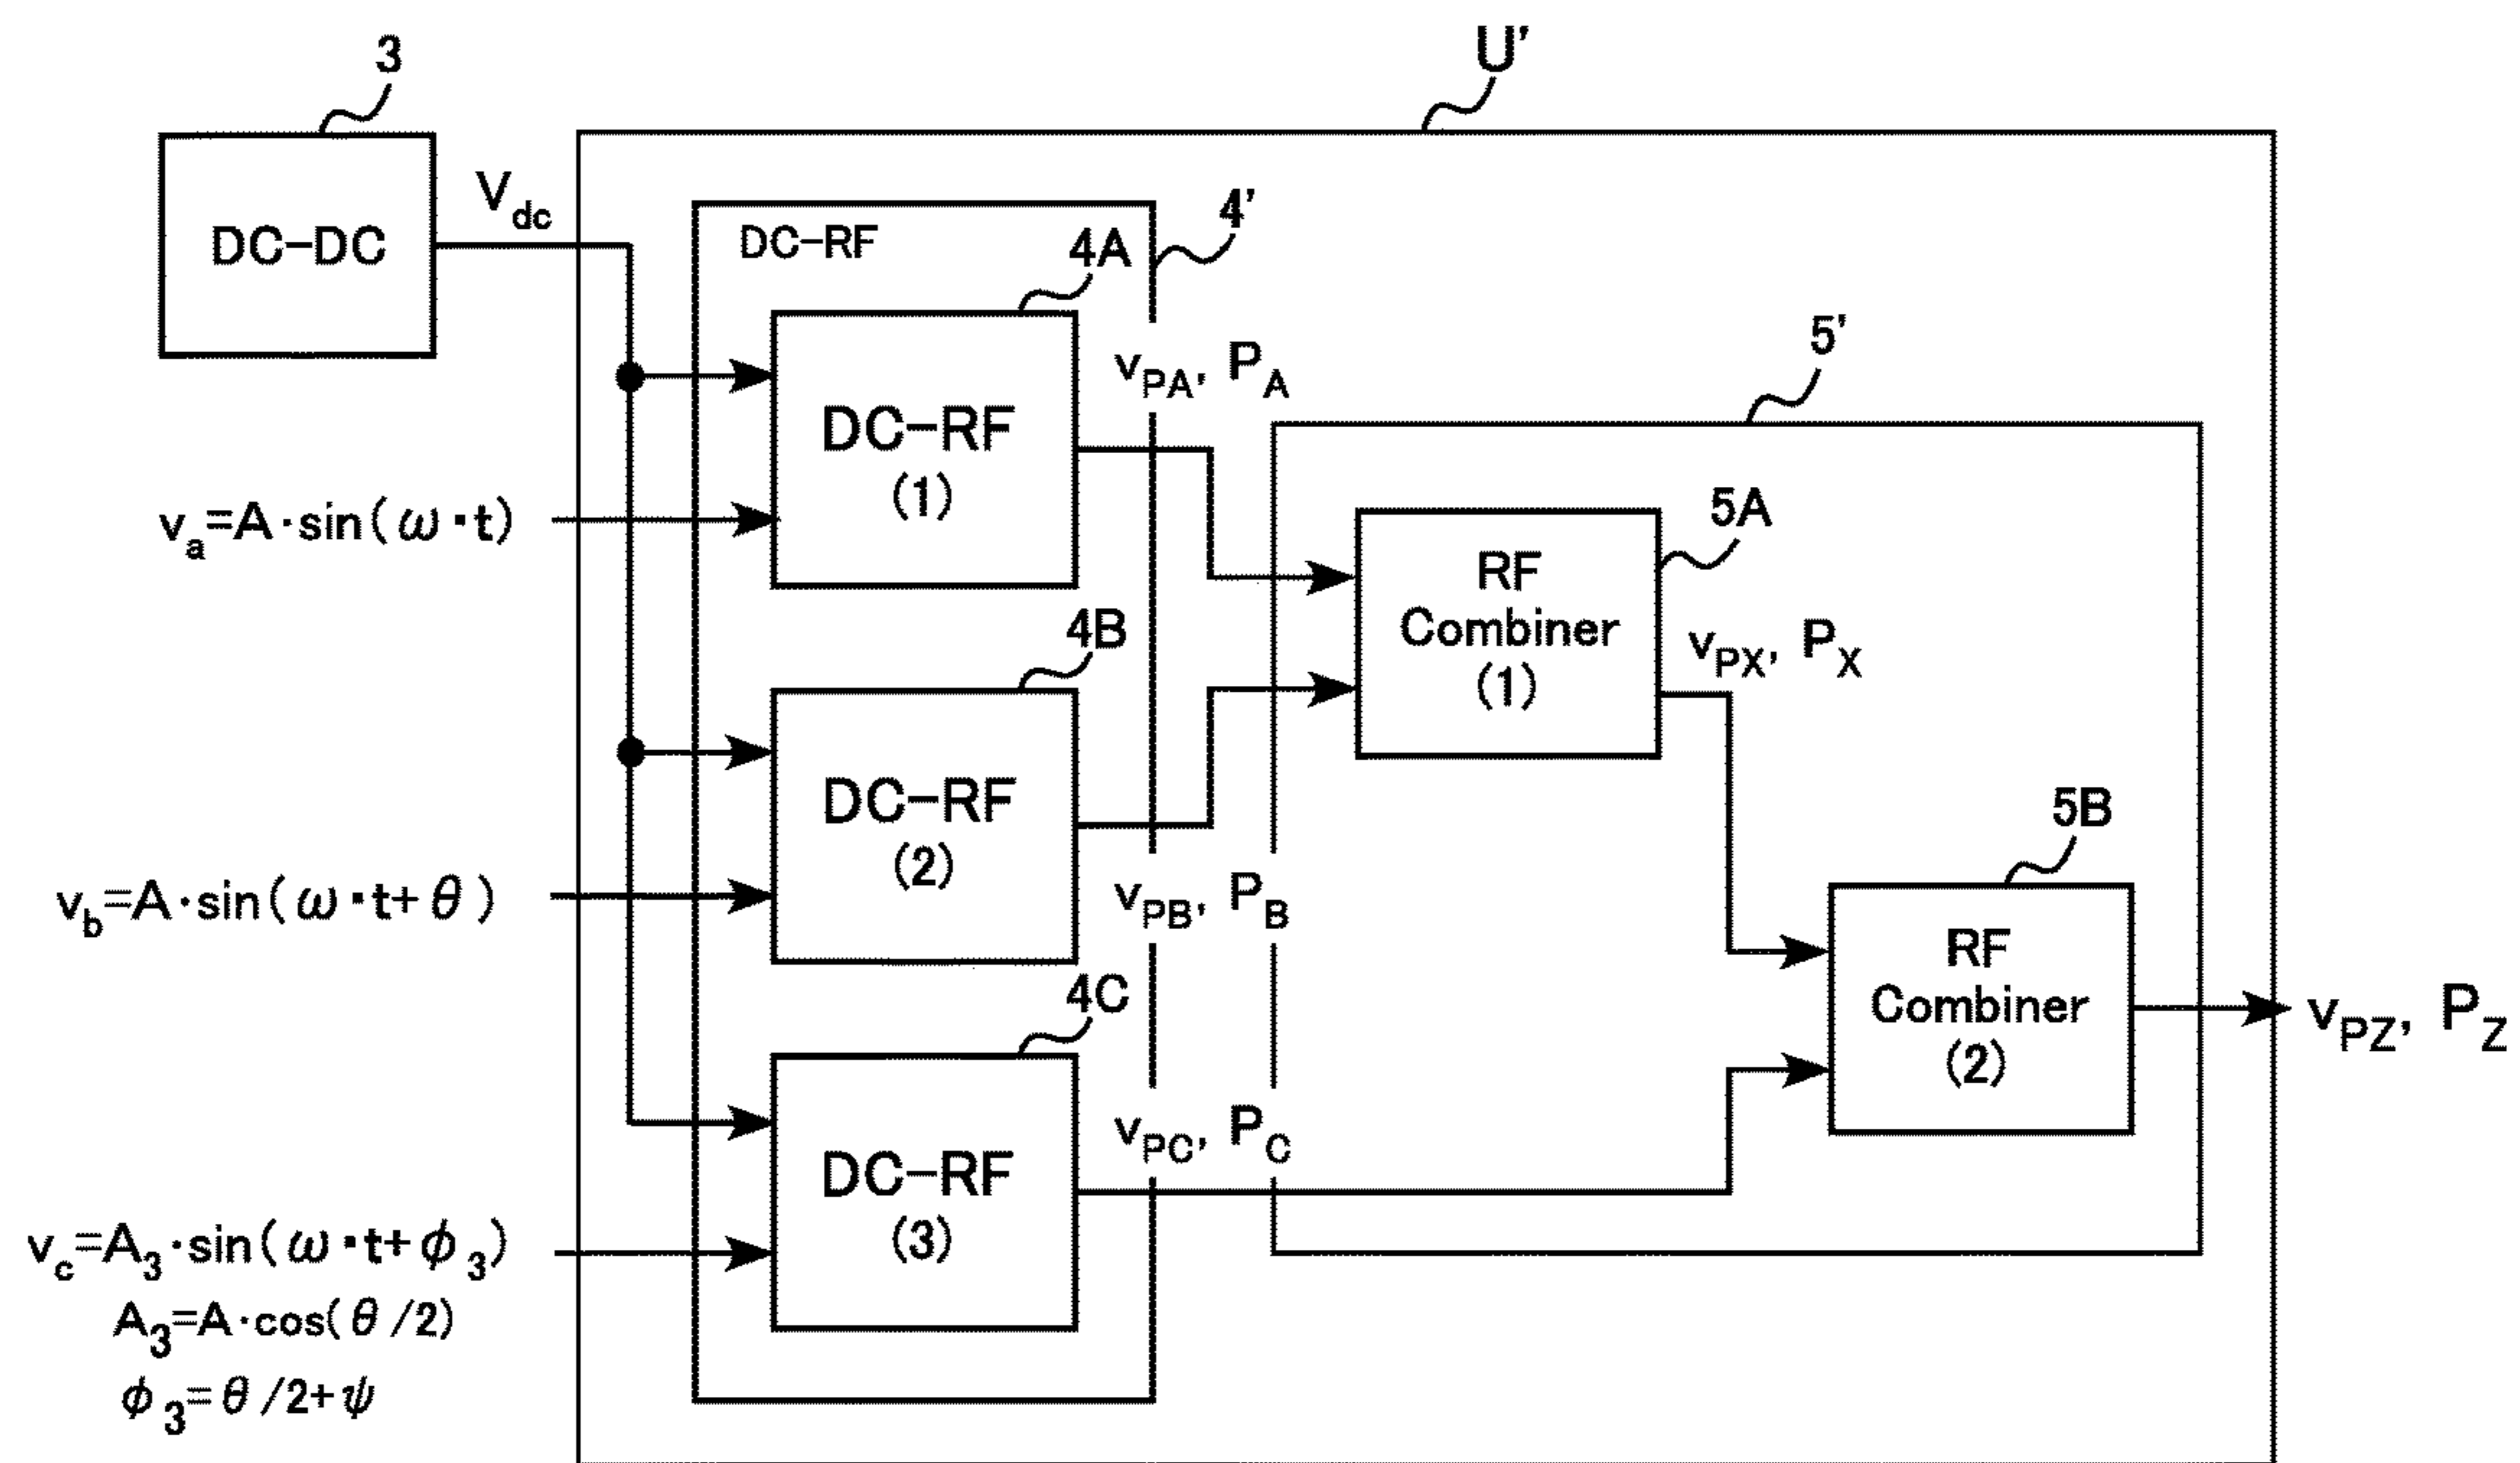 3
U'
DC-DC
V_dc
4'
DC-RF
4A
DC-RF
(1)
v_PA, P_A
v_a=A·sin(ω·t)
5'
5A
RF
Combiner
(1)
v_PX, P_X
4B
DC-RF
(2)
v_PB, P_B
v_b=A·sin(ω·t+θ)
5B
RF
Combiner
(2)
v_PZ, P_Z
4C
DC-RF
(3)
v_PC, P_C
v_c=A_3·sin(ω·t+ϕ_3)
A_3=A·cos(θ/2)
ϕ_3=θ/2+ψ